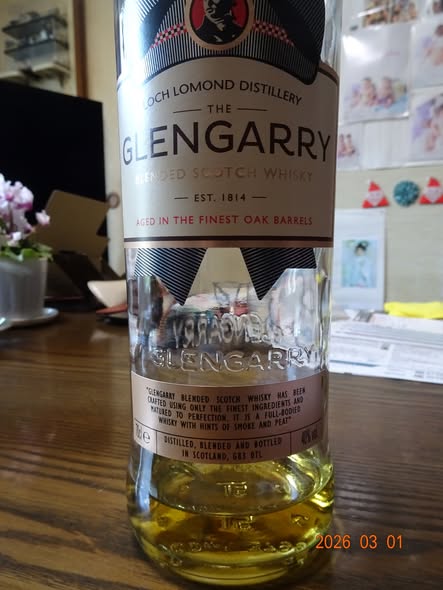 LOCH LOMOND DISTILLERY
THE
GLENGARRY
BLENDED SCOTCH WHISKY
EST. 1814
AGED IN THE FINEST OAK BARRELS
GLENGARRY
"GLENGARRY BLENDED SCOTCH WHISKY HAS BEEN
CRAFTED USING ONLY THE FINEST INGREDIENTS AND
MATURED TO PERFECTION. IT IS A FULL-BODIED
WHISKY WITH HINTS OF SMOKE AND PEAT"
70cl e
DISTILLED, BLENDED AND BOTTLED
IN SCOTLAND, G83 0TL
40% vol
2026 03 01